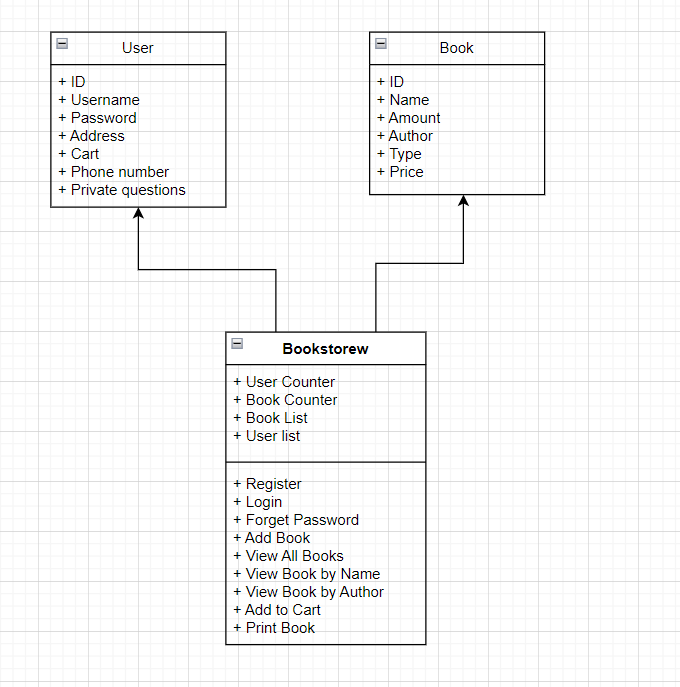 User
+ ID
+ Username
+ Password
+ Address
+ Cart
+ Phone number
+ Private questions
Book
+ ID
+ Name
+ Amount
+ Author
+ Type
+ Price
Bookstorew
+ User Counter
+ Book Counter
+ Book List
+ User list
+ Register
+ Login
+ Forget Password
+ Add Book
+ View All Books
+ View Book by Name
+ View Book by Author
+ Add to Cart
+ Print Book